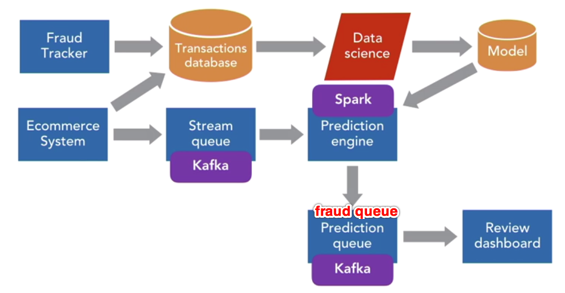 Fraud
Tracker
Transactions
database
Data
science
Model
Spark
Ecommerce
System
Stream
queue
Kafka
Prediction
engine
fraud queue
Prediction
queue
Kafka
Review
dashboard